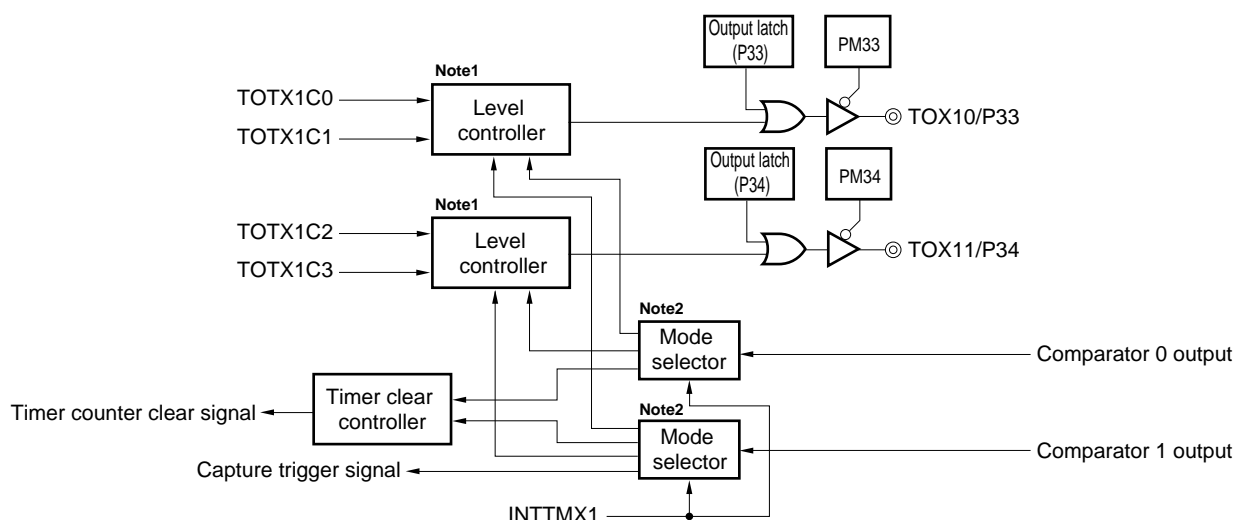 Output latch
(P33)
PM33
Note1
TOTX1C0
TOTX1C1
Level
controller
TOX10/P33
Output latch
(P34)
PM34
Note1
TOTX1C2
TOTX1C3
Level
controller
TOX11/P34
Note2
Mode
selector
Comparator 0 output
Timer clear
controller
Timer counter clear signal
Note2
Mode
selector
Comparator 1 output
Capture trigger signal
INTTMX1